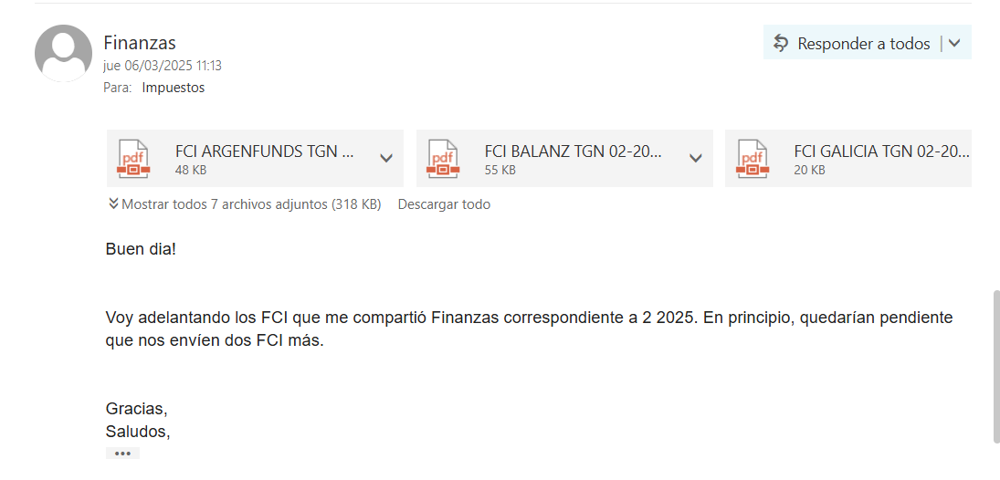 Finanzas
Responder a todos
jue 06/03/2025 11:13
Para: Impuestos
pdf FCI ARGENFUNDS TGN ...
48 KB
pdf FCI BALANZ TGN 02-20...
55 KB
pdf FCI GALICIA TGN 02-20...
20 KB
Mostrar todos 7 archivos adjuntos (318 KB) Descargar todo
Buen dia!
Voy adelantando los FCI que me compartió Finanzas correspondiente a 2 2025. En principio, quedarían pendiente
que nos envíen dos FCI más.
Gracias,
Saludos,
•••